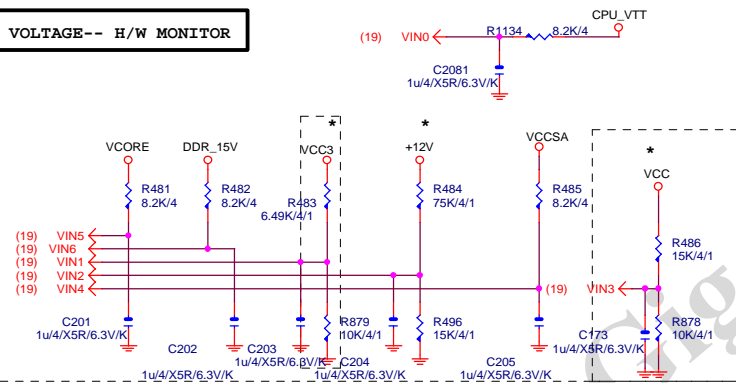 VOLTAGE-- H/W MONITOR
CPU_VTT
(19) VIN0
R1134 8.2K/4
C2081
1u/4/X5R/6.3V/K
* * *
VCORE DDR_15V VCC3 +12V VCCSA VCC
R481
8.2K/4
R482
8.2K/4
R483
6.49K/4/1
R484
75K/4/1
R485
8.2K/4
R486
15K/4/1
(19) VIN5
(19) VIN6
(19) VIN1
(19) VIN2
(19) VIN4
(19) VIN3
C201
1u/4/X5R/6.3V/K
C202
1u/4/X5R/6.3V/K
C203
1u/4/X5R/6.3V/K
R879
10K/4/1
C204
1u/4/X5R/6.3V/K
R496
15K/4/1
C205
1u/4/X5R/6.3V/K
C173
1u/4/X5R/6.3V/K
R878
10K/4/1
Gig